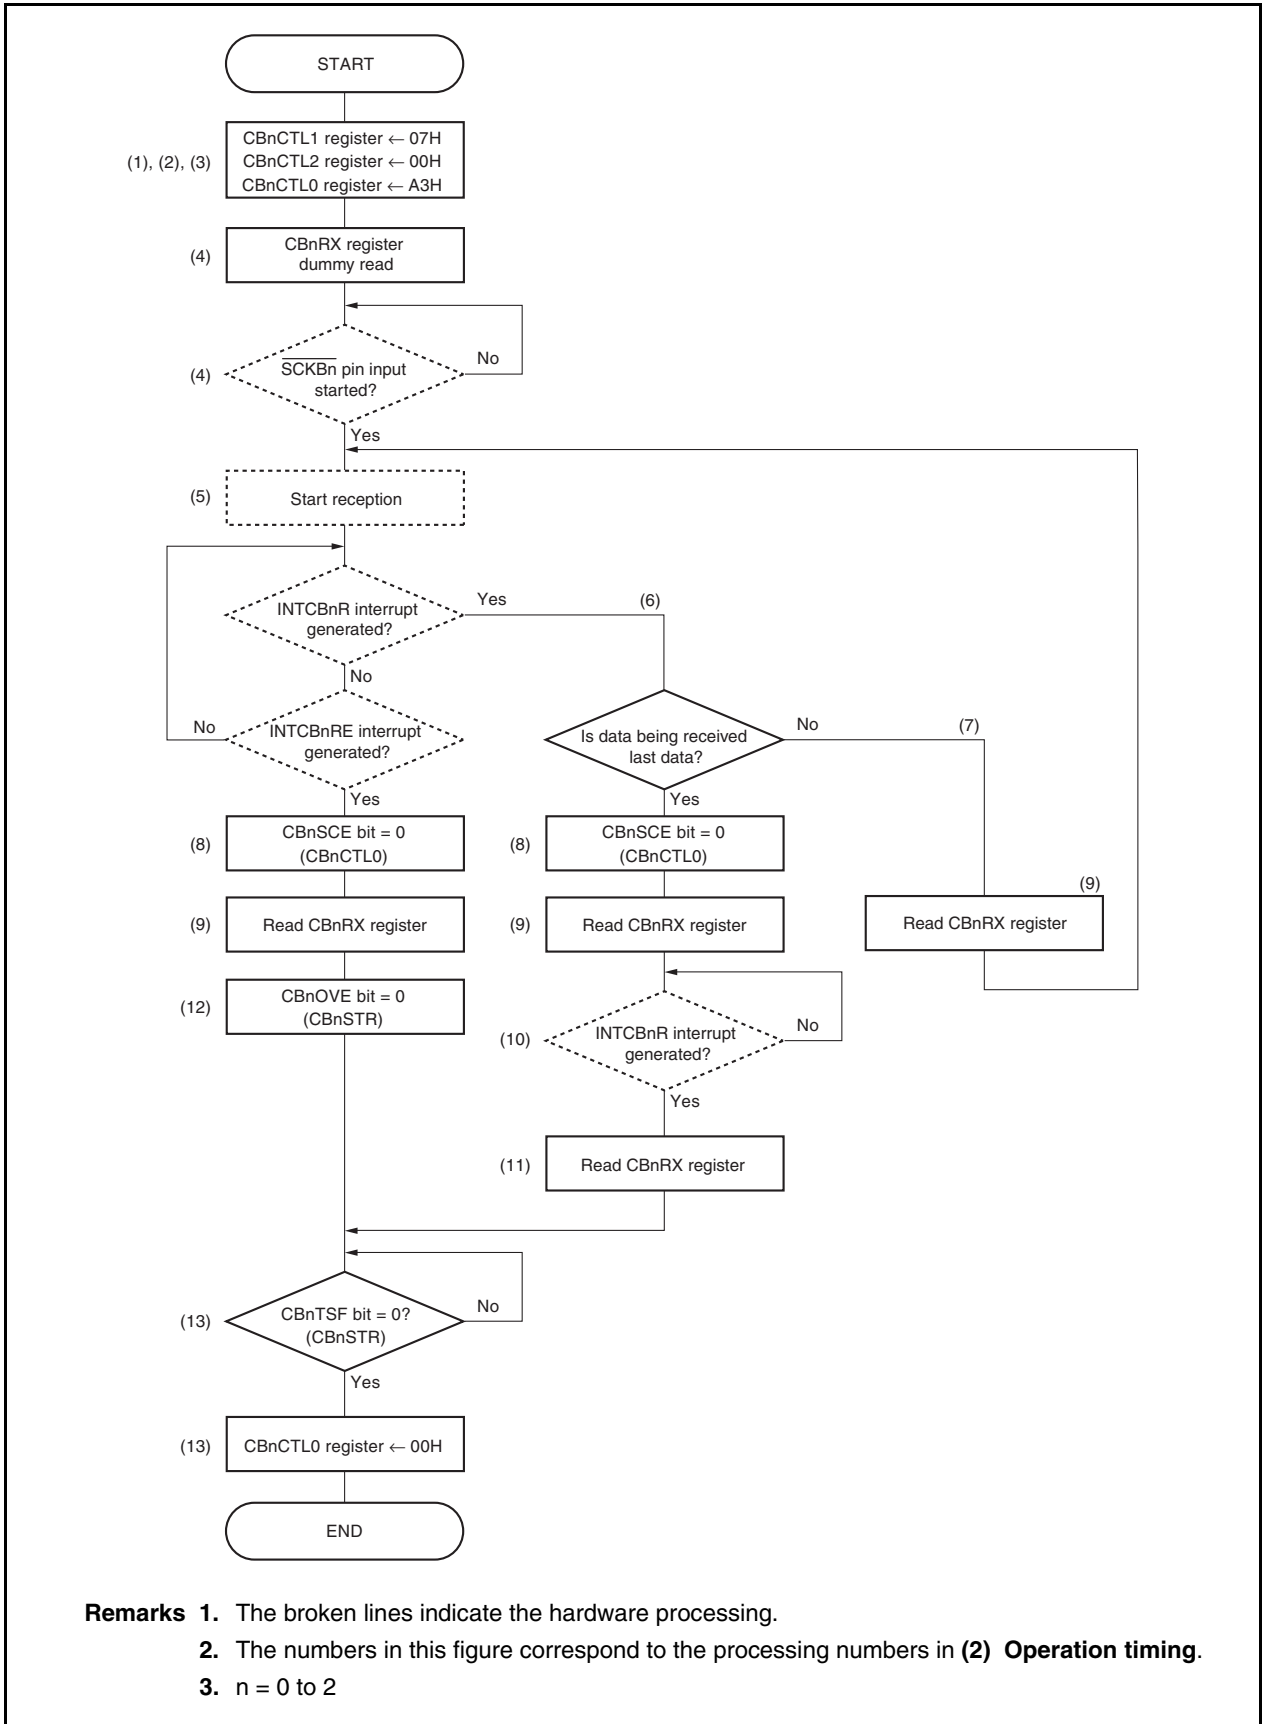 START
(1), (2), (3)
CBnCTL1 register ← 07H
CBnCTL2 register ← 00H
CBnCTL0 register ← A3H
(4)
CBnRX register
dummy read
(4)
SCKBn pin input
started?
No
Yes
(5)
Start reception
INTCBnR interrupt
generated?
Yes
(6)
No
INTCBnRE interrupt
generated?
No
Yes
Is data being received
last data?
No
(7)
Yes
(8)
CBnSCE bit = 0
(CBnCTL0)
(8)
CBnSCE bit = 0
(CBnCTL0)
(9)
Read CBnRX register
(9)
Read CBnRX register
(9)
Read CBnRX register
(12)
CBnOVE bit = 0
(CBnSTR)
(10)
INTCBnR interrupt
generated?
No
Yes
(11)
Read CBnRX register
(13)
CBnTSF bit = 0?
(CBnSTR)
No
Yes
(13)
CBnCTL0 register ← 00H
END
Remarks 1. The broken lines indicate the hardware processing.
2. The numbers in this figure correspond to the processing numbers in (2) Operation timing.
3. n = 0 to 2